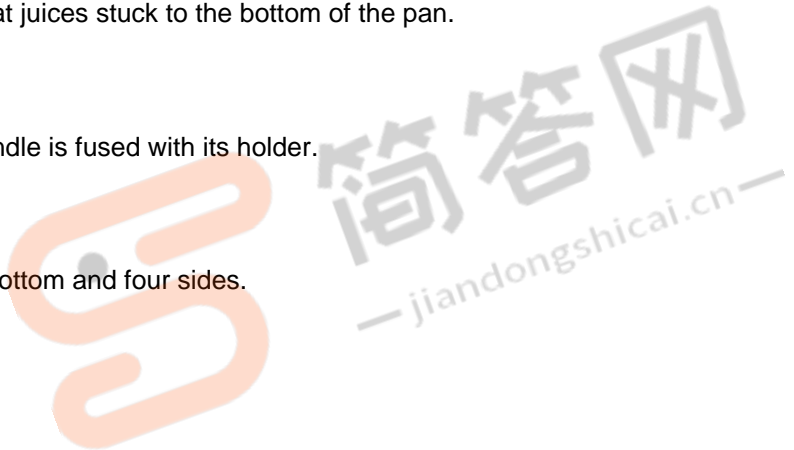 at juices stuck to the bottom of the pan.
ndle is fused with its holder.
简答网
jiandongshicai.cn
ottom and four sides.